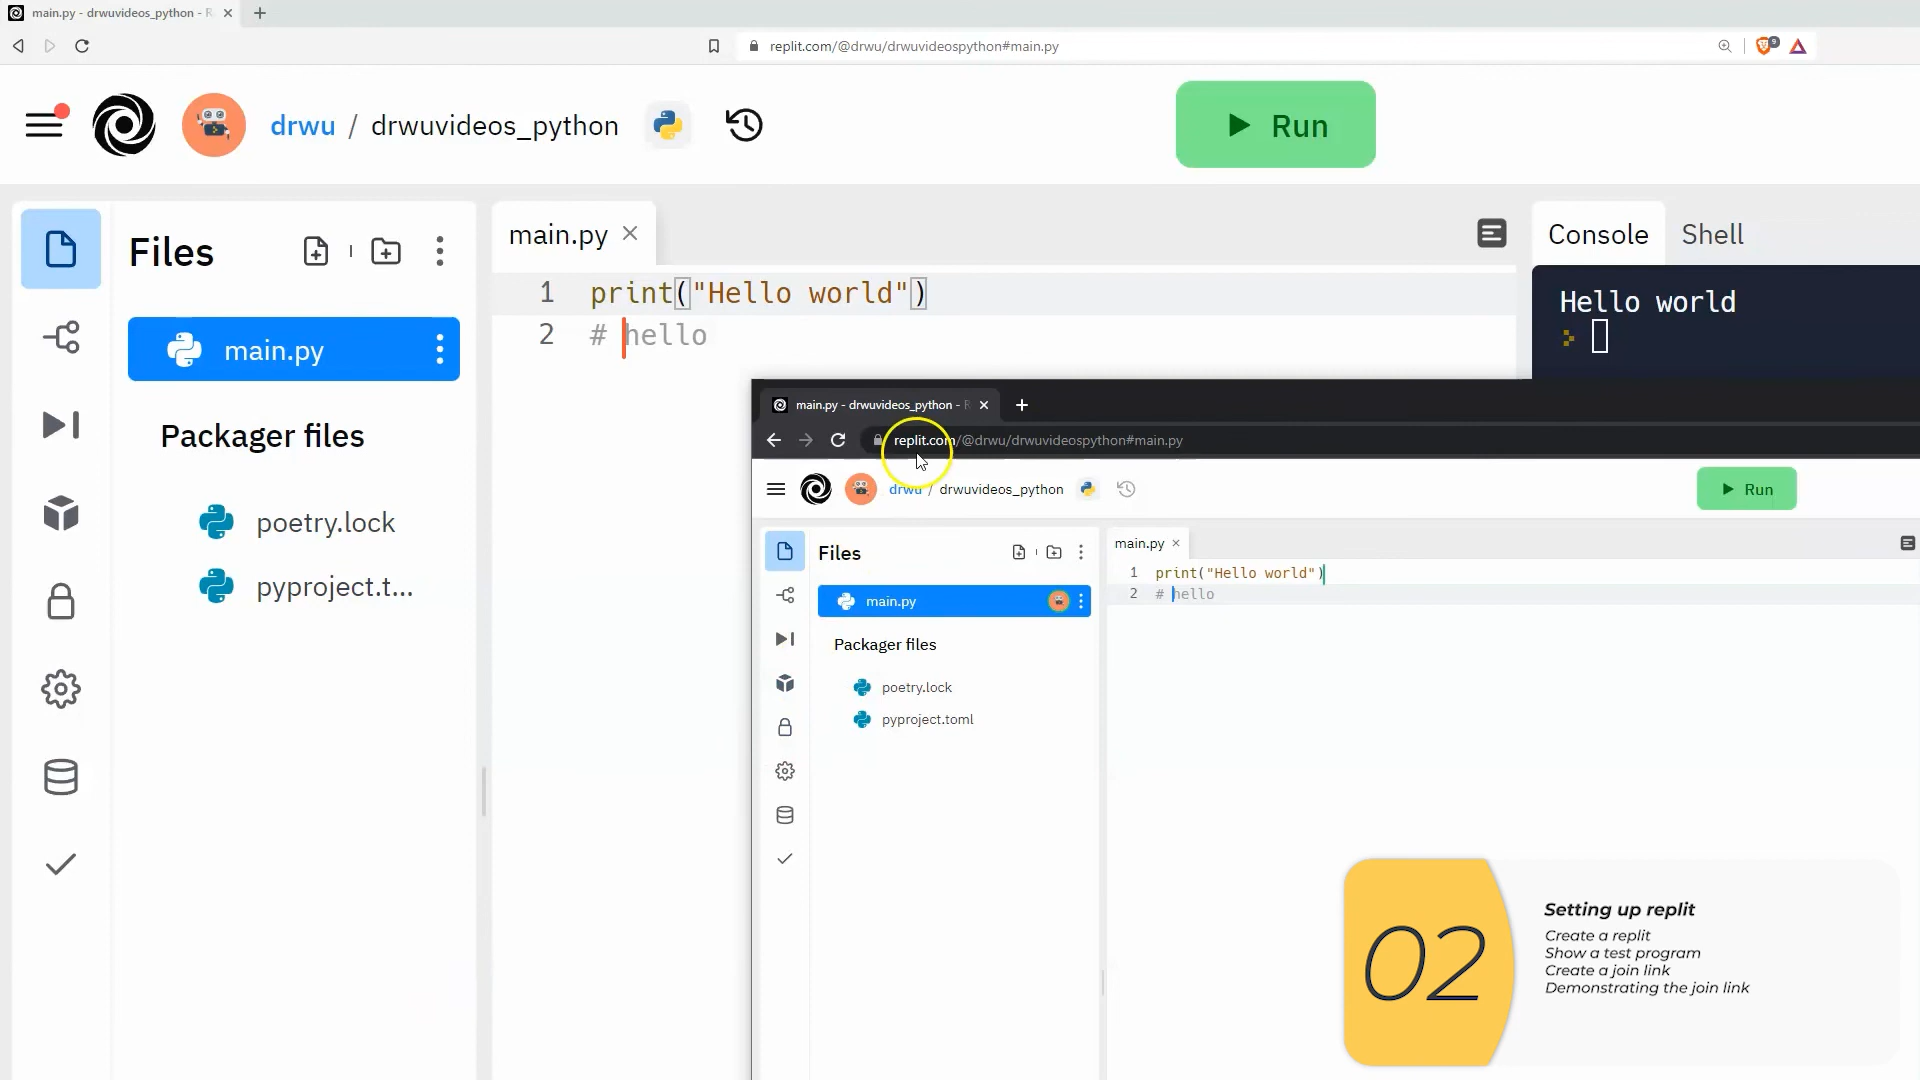 main.py - drwuvideos_python - R
replit.com/@drwu/drwuvideospython#main.py
9
drwu / drwuvideos_python
Run
Files
main.py
Packager files
poetry.lock
pyproject.t...
main.py
1 print("Hello world")
2 # hello
Console
Shell
Hello world
main.py - drwuvideos_python - R
replit.com/@drwu/drwuvideospython#main.py
drwu / drwuvideos_python
Run
Files
main.py
Packager files
poetry.lock
pyproject.toml
main.py
1 print("Hello world")
2 # hello
02
Setting up replit
Create a replit
Show a test program
Create a join link
Demonstrating the join link